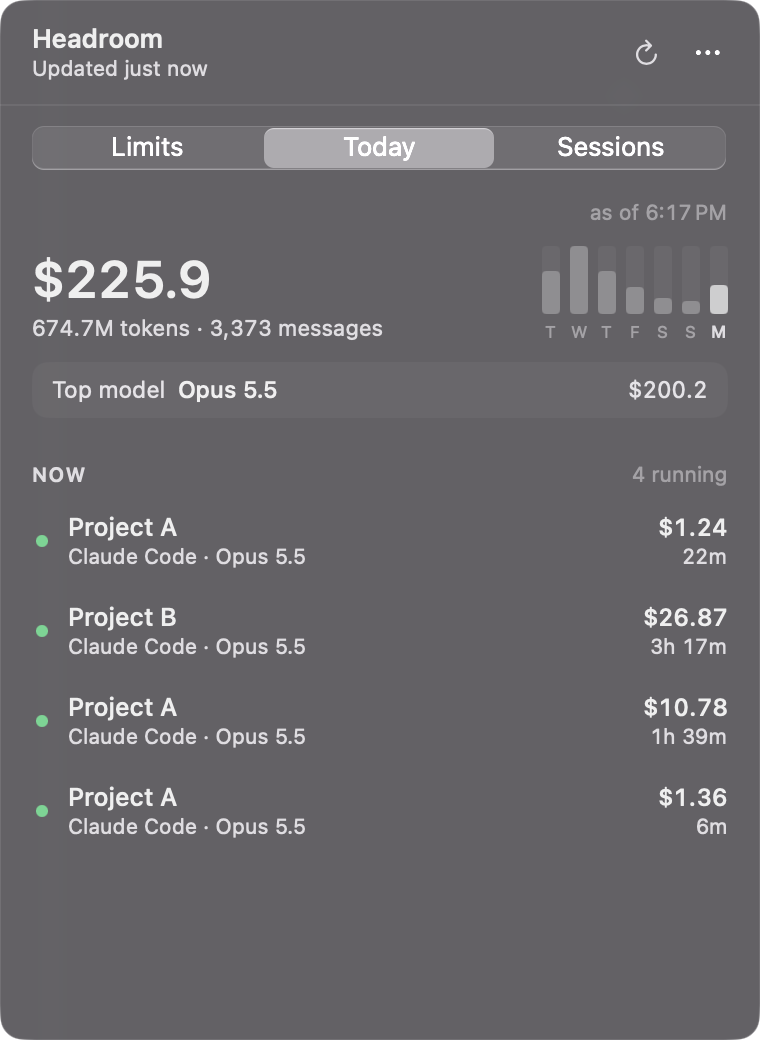 Headroom
Updated just now
Limits Today Sessions
as of 6:17 PM
$225.9
674.7M tokens · 3,373 messages
T W T F S S M
Top model Opus 5.5 $200.2
NOW 4 running
Project A $1.24
Claude Code · Opus 5.5 22m
Project B $26.87
Claude Code · Opus 5.5 3h 17m
Project A $10.78
Claude Code · Opus 5.5 1h 39m
Project A $1.36
Claude Code · Opus 5.5 6m